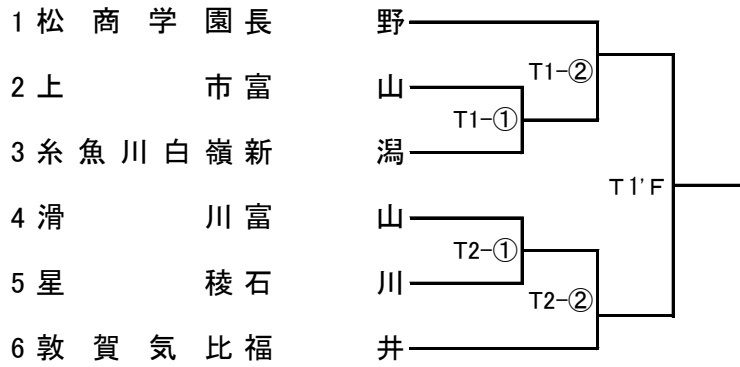 1 松商学園 長野
T1-②
2 上市 富山
T1-①
3 糸魚川白嶺 新潟
T1'F
4 滑川 富山
T2-①
5 星稜 石川
T2-②
6 敦賀気比 福井